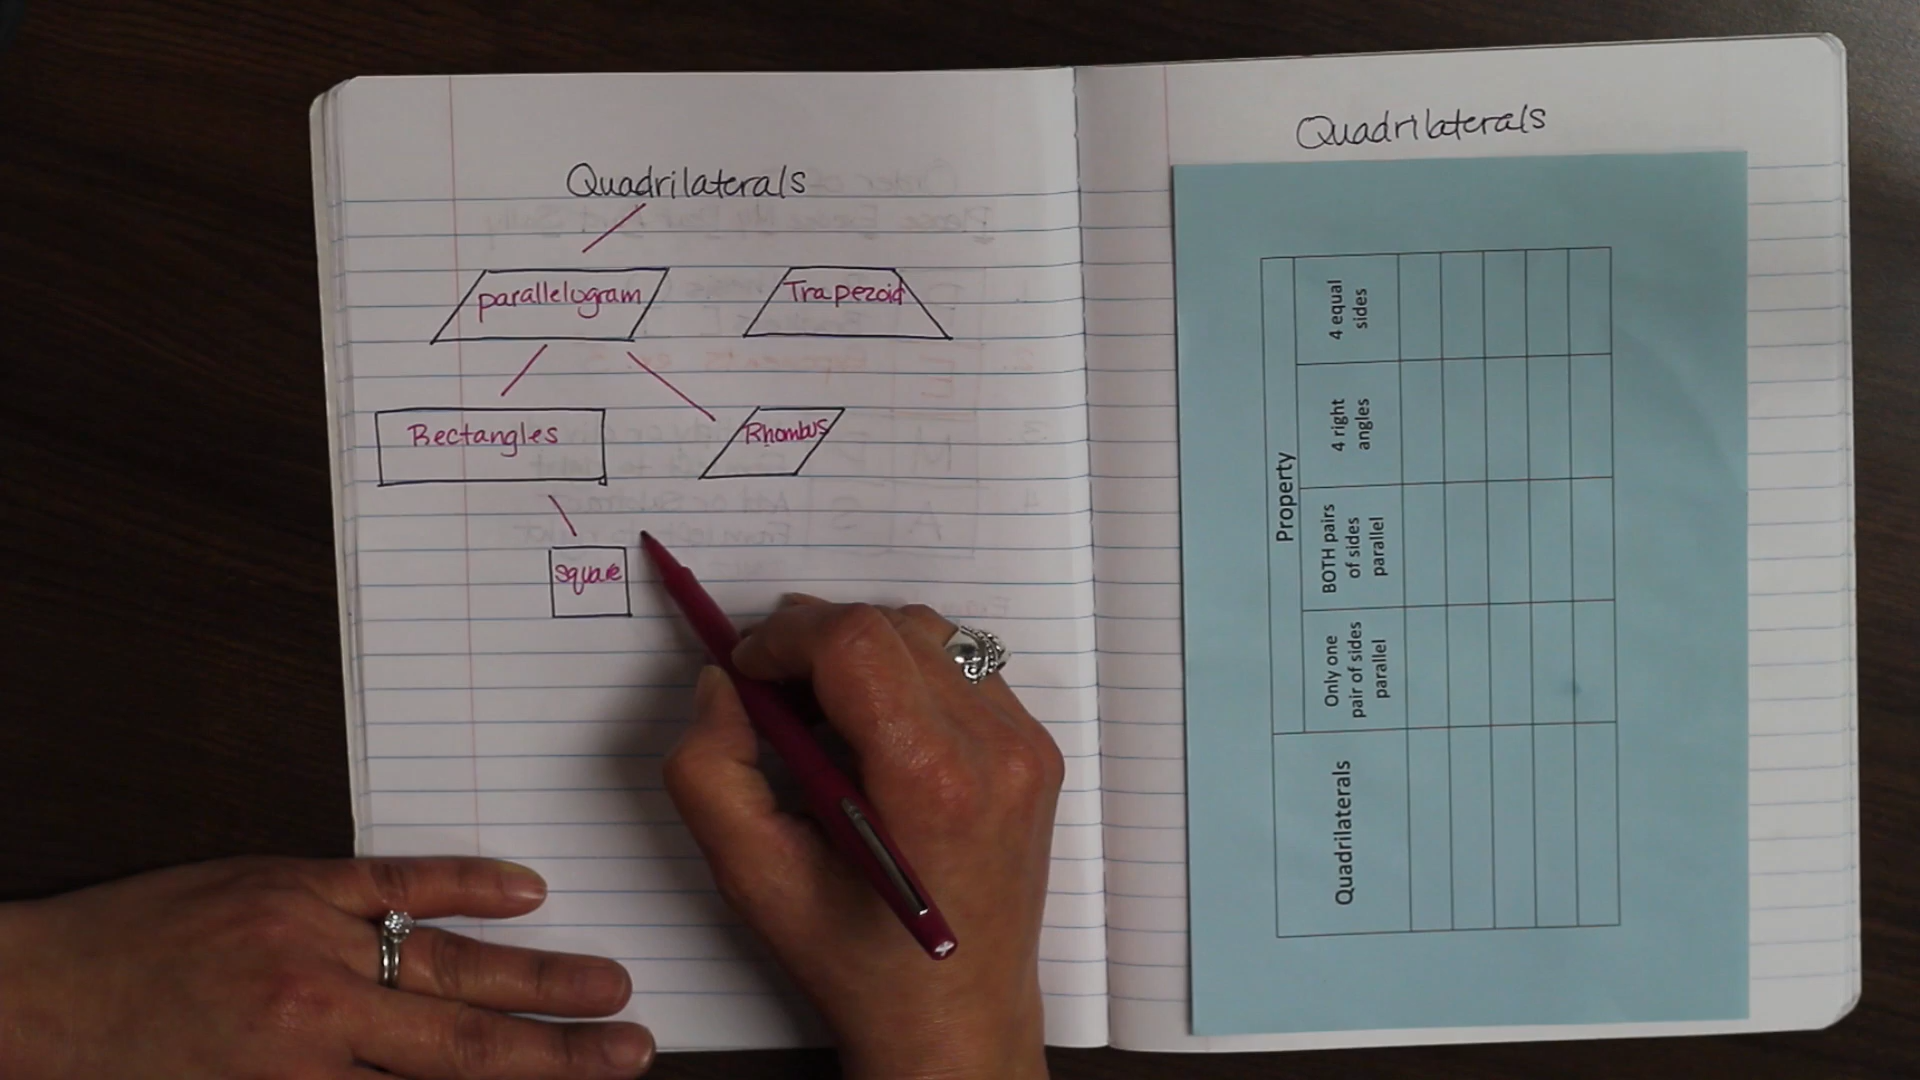 Quadrilaterals
parallelogram
Trapezoid
Rectangles
Rhombus
square
Quadrilaterals
Property
Quadrilaterals
Only one
pair of sides
parallel
BOTH pairs
of sides
parallel
4 right
angles
4 equal
sides